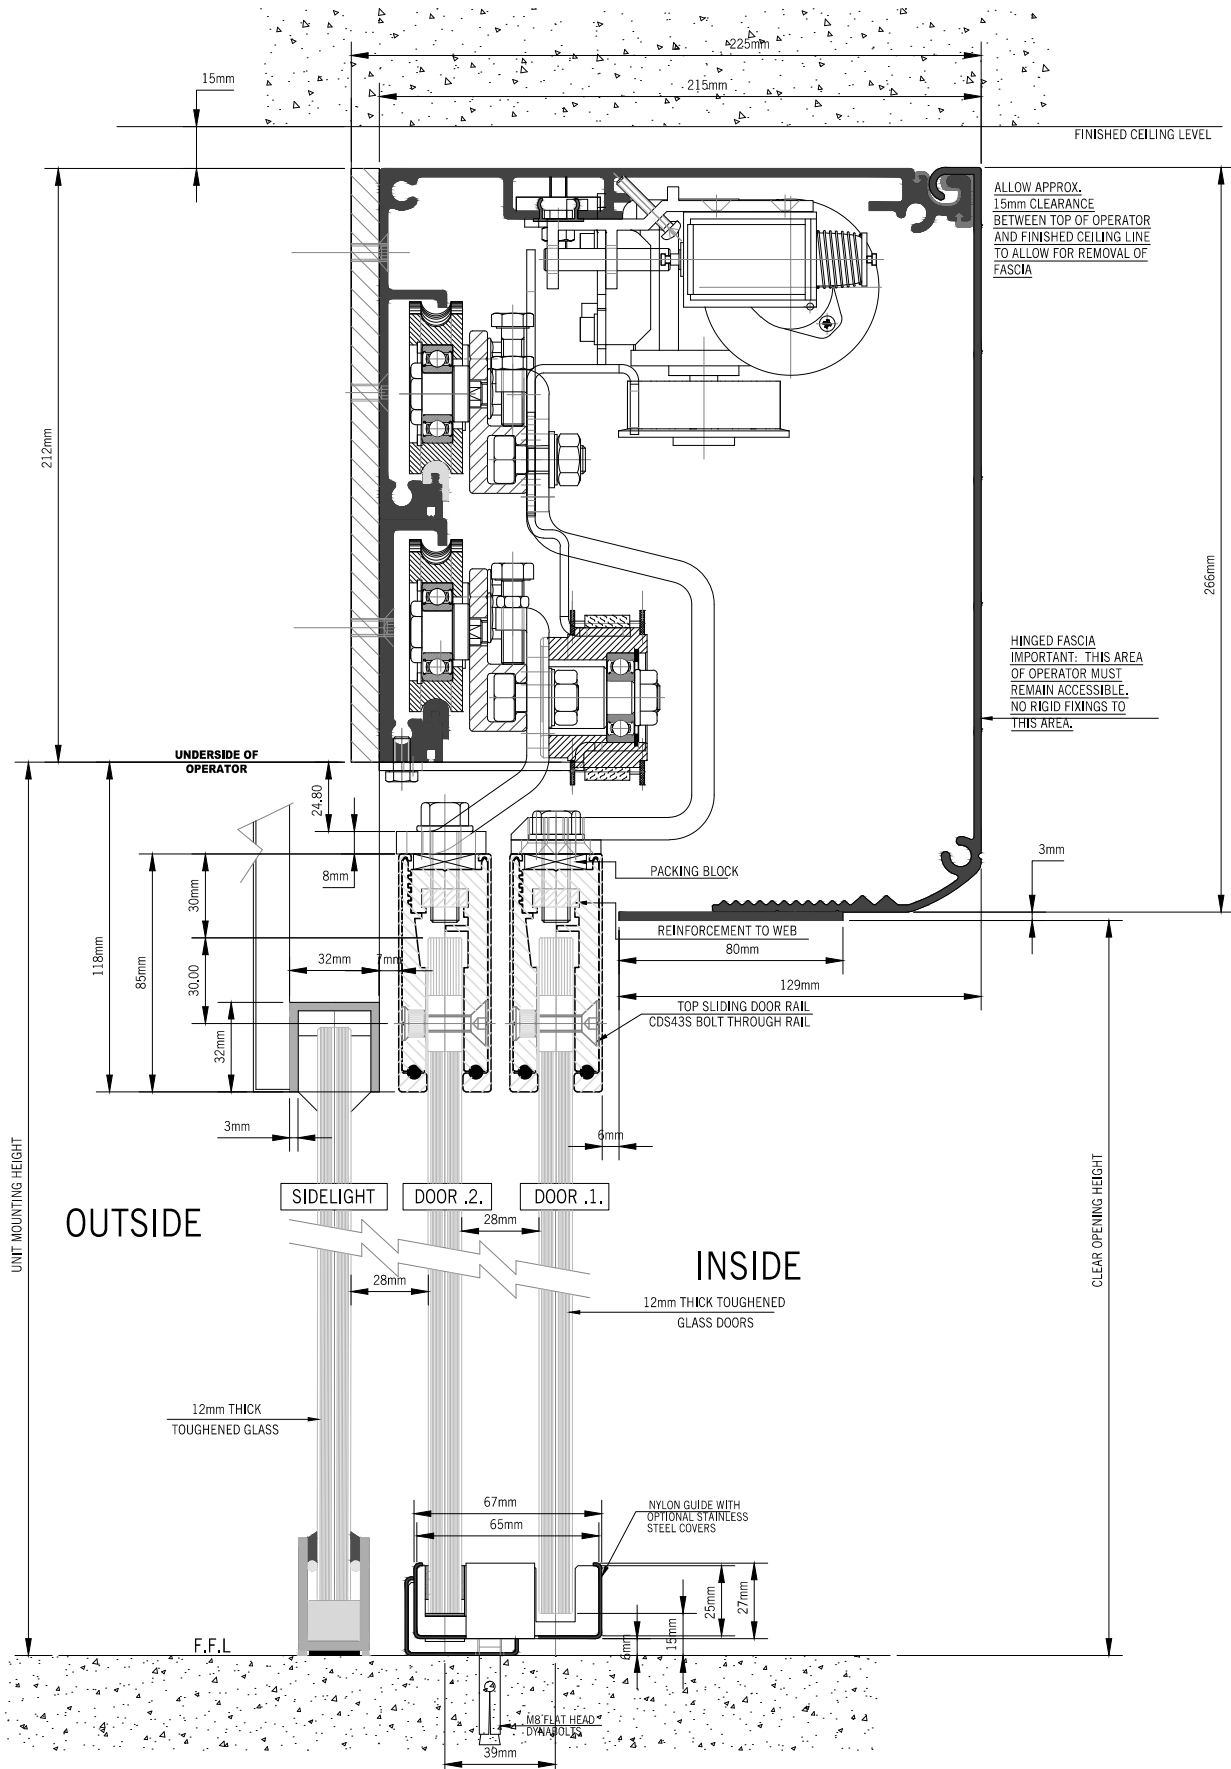 225mm
15mm
215mm
FINISHED CEILING LEVEL
ALLOW APPROX.
15mm CLEARANCE
BETWEEN TOP OF OPERATOR
AND FINISHED CEILING LINE
TO ALLOW FOR REMOVAL OF
FASCIA
212mm
266mm
HINGED FASCIA
IMPORTANT: THIS AREA
OF OPERATOR MUST
REMAIN ACCESSIBLE.
NO RIGID FIXINGS TO
THIS AREA.
UNDERSIDE OF
OPERATOR
24.80
8mm
30mm
3mm
PACKING BLOCK
REINFORCEMENT TO WEB
80mm
118mm
85mm
30.00
32mm
7mm
129mm
TOP SLIDING DOOR RAIL
CDS43S BOLT THROUGH RAIL
32mm
3mm
6mm
UNIT MOUNTING HEIGHT
CLEAR OPENING HEIGHT
SIDELIGHT
DOOR .2.
DOOR .1.
OUTSIDE
28mm
INSIDE
28mm
12mm THICK TOUGHENED
GLASS DOORS
12mm THICK
TOUGHENED GLASS
67mm
65mm
NYLON GUIDE WITH
OPTIONAL STAINLESS
STEEL COVERS
25mm
27mm
15mm
6mm
F.F.L
M8 FLAT HEAD
DYNABOLTS
39mm